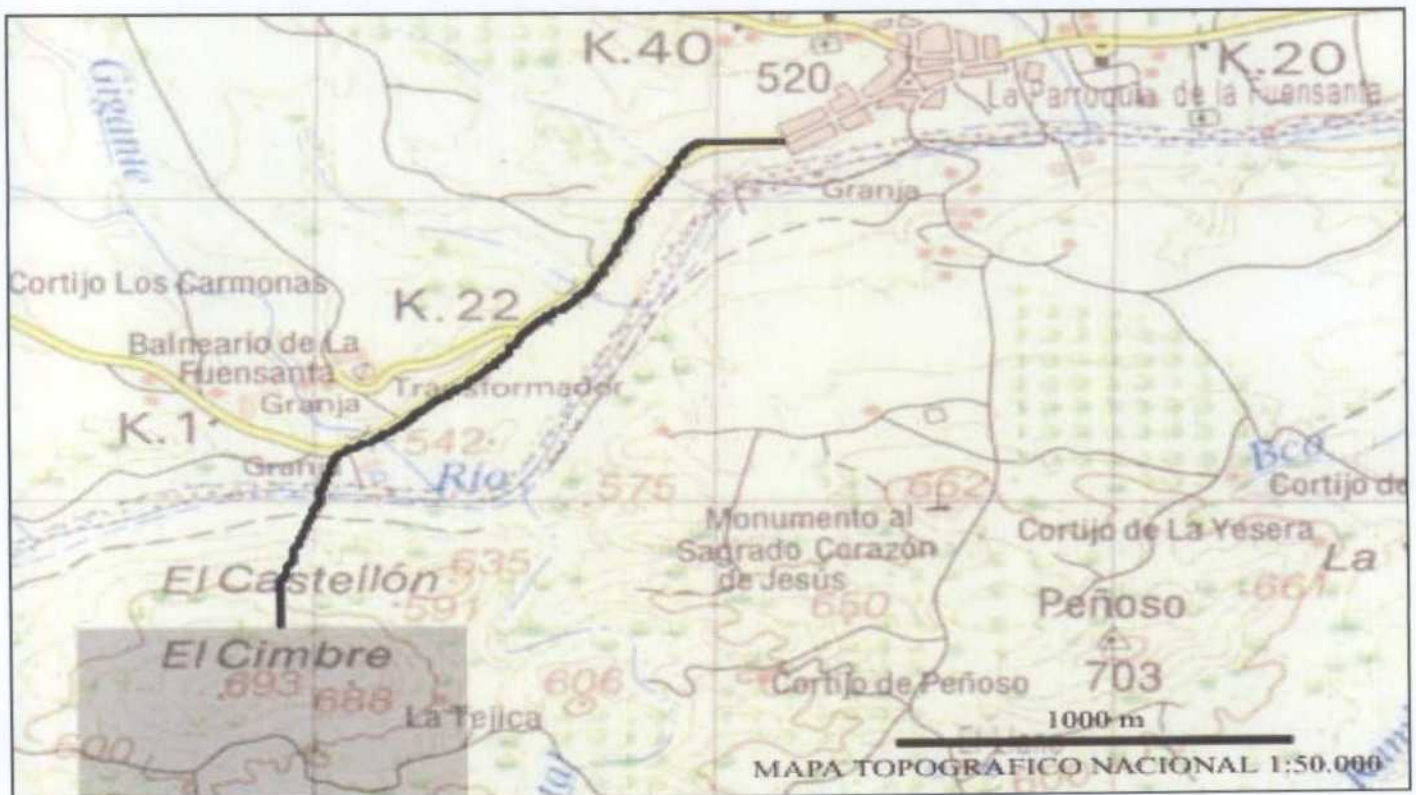 K.40
520
K.20
La Parroquia de la Fuensanta
Gigante
Granja
Cortijo Los Carmonas
K.22
Balneario de La
Fuensanta
Transformador
Granja
K.1
542
Granja
Río
575
662
Bco
Cortijo de
Monumento al
Sagrado Corazón
de Jesús
Cortijo de La Yesera
La
El Castellón
635
591
650
Peñoso
661
El Cimbre
693
688
606
Cortijo de Peñoso
703
La Tejica
1000 m
600
MAPA TOPOGRÁFICO NACIONAL 1:50.000